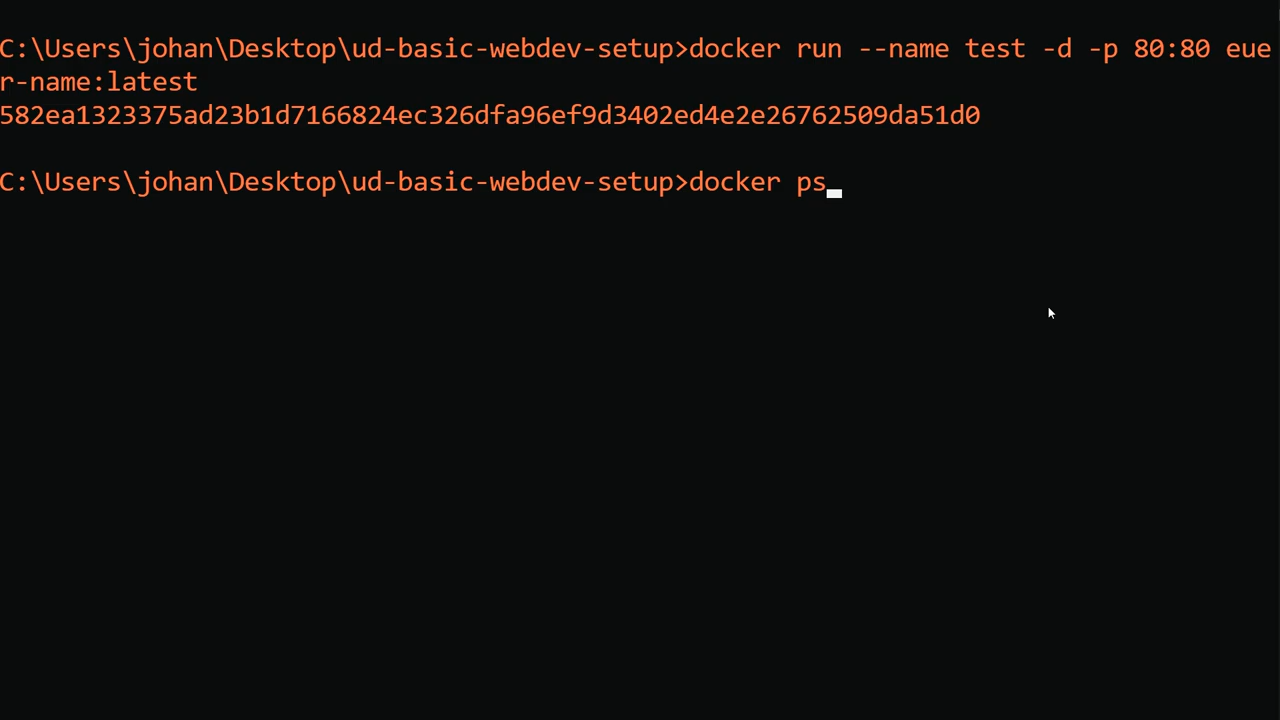 C:\Users\johan\Desktop\ud-basic-webdev-setup>docker run --name test -d -p 80:80 eue
r-name:latest
582ea1323375ad23b1d7166824ec326dfa96ef9d3402ed4e2e26762509da51d0
C:\Users\johan\Desktop\ud-basic-webdev-setup>docker ps